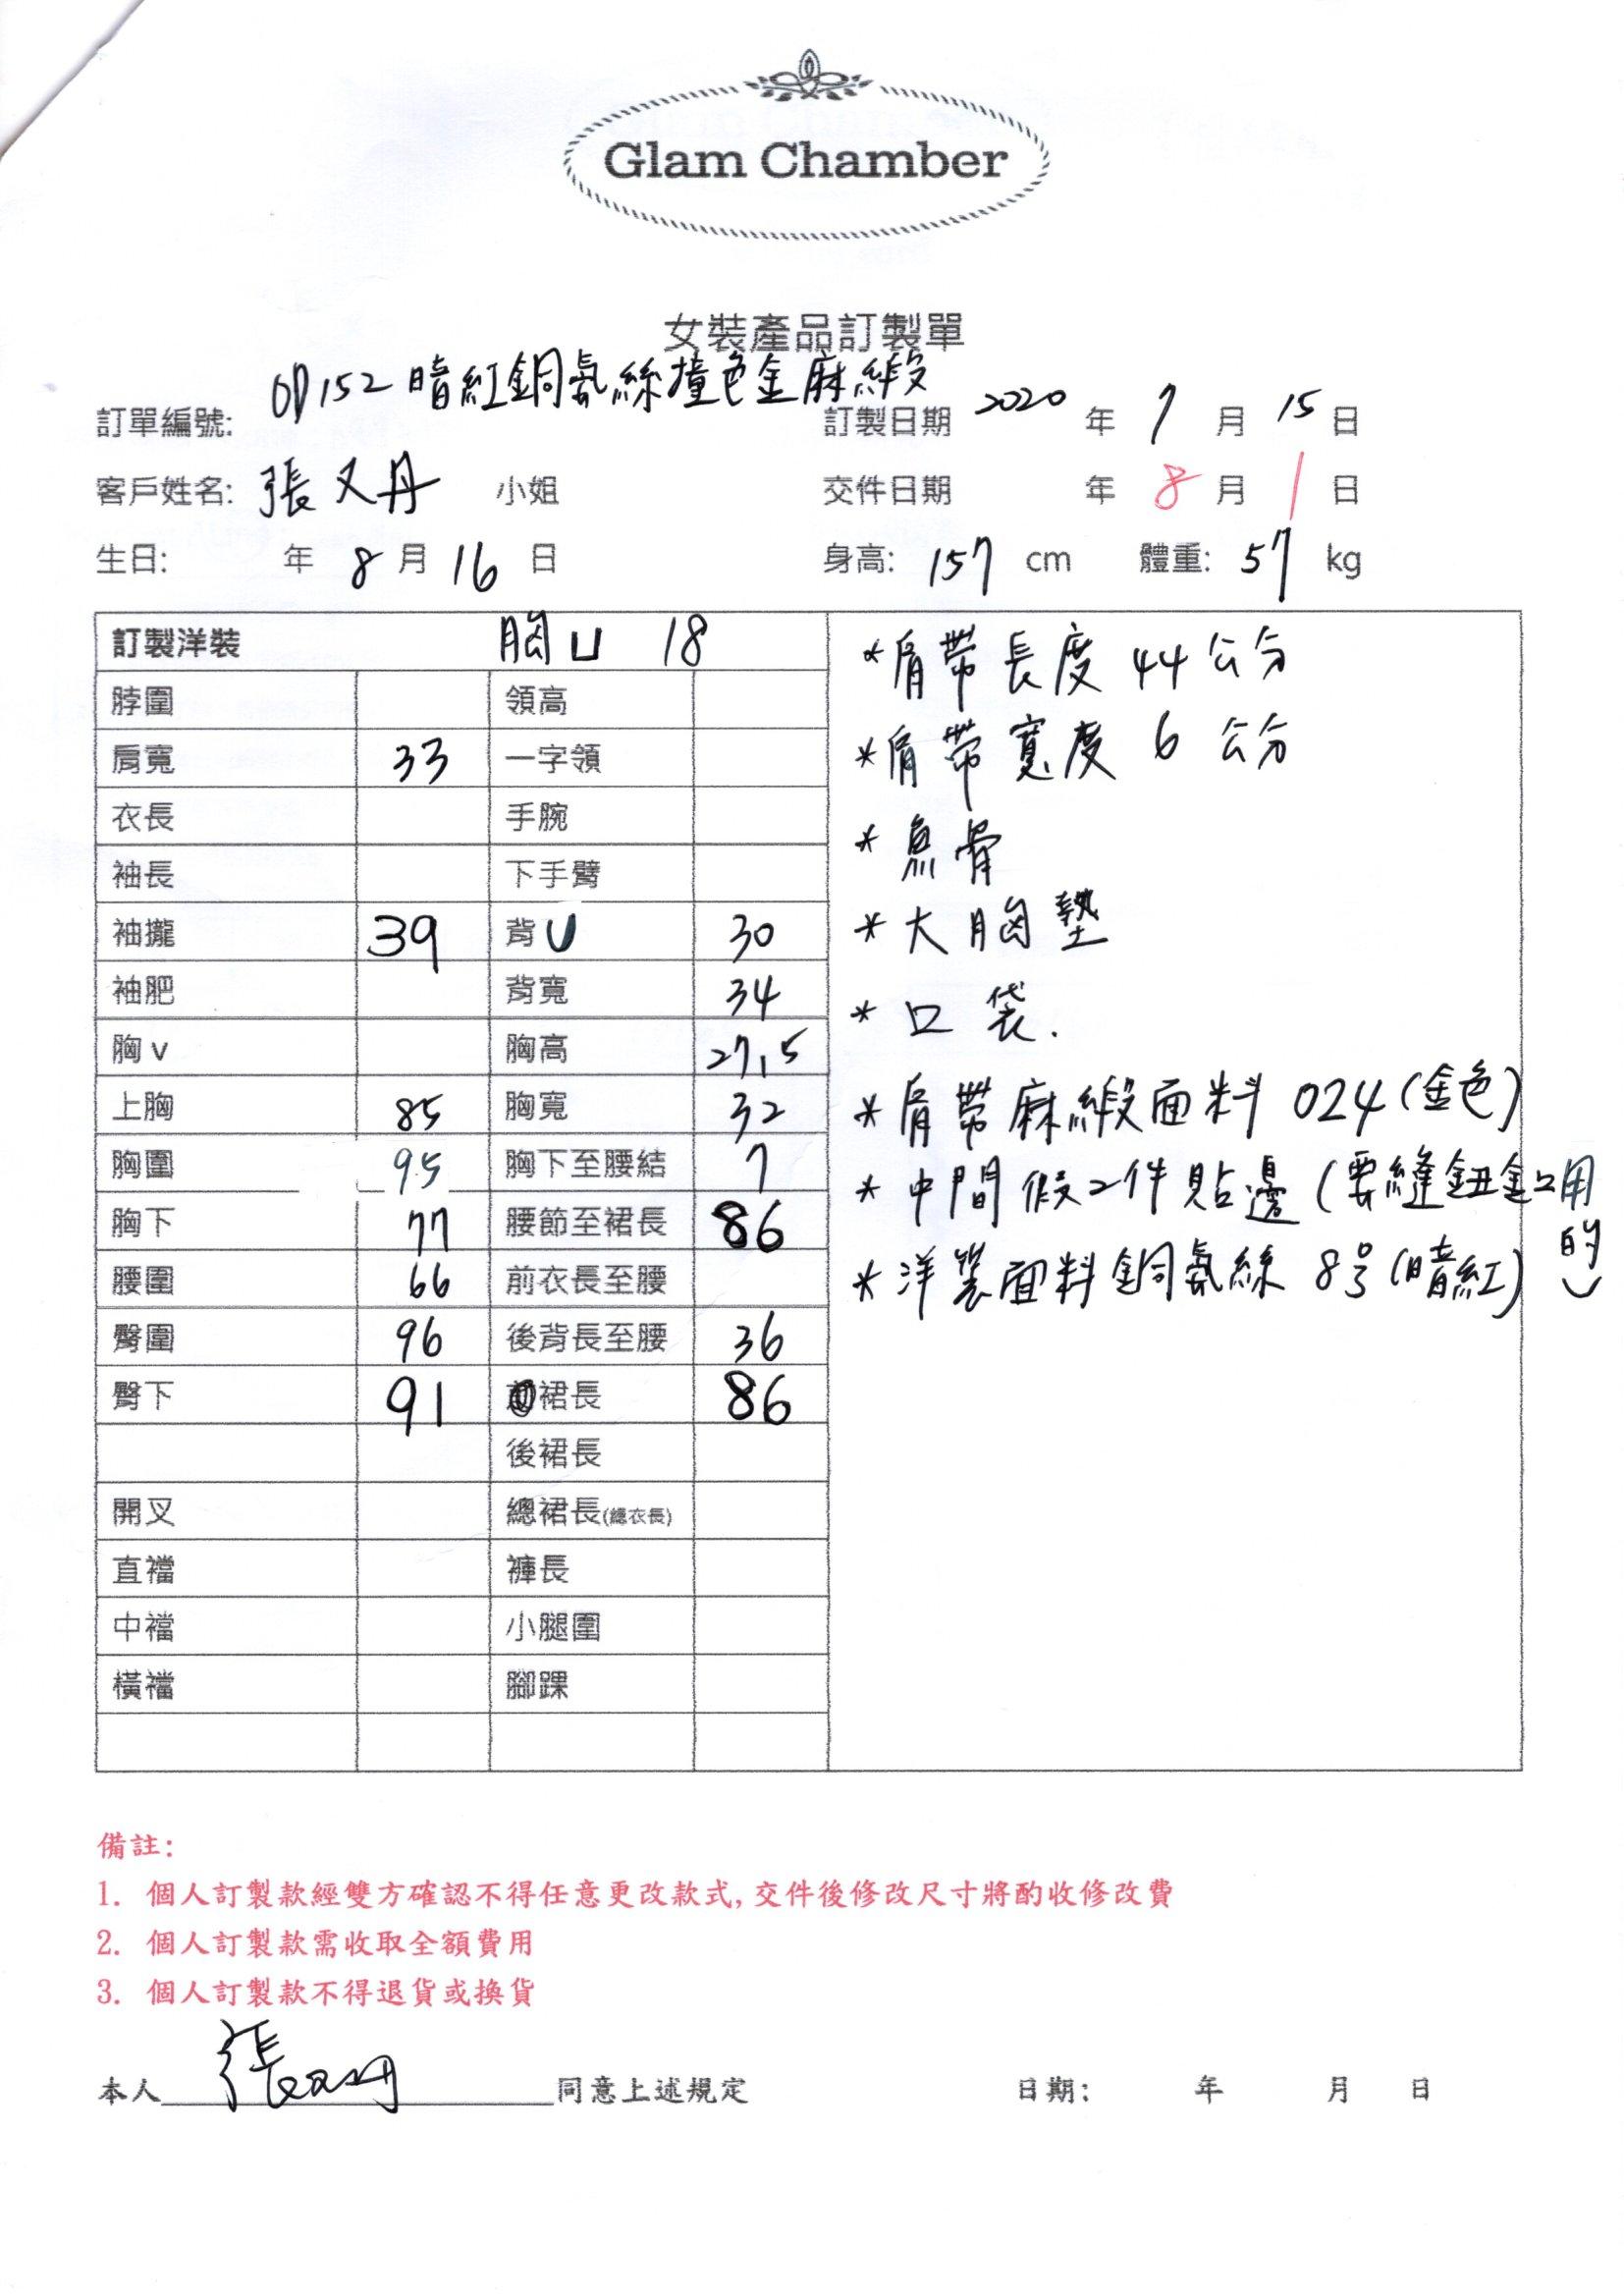 Glam Chamber
女裝產品訂製單
訂單編號: OP152 暗紅銅氨絲撞色金麻緞
訂製日期 2020 年 7 月 15 日
客戶姓名: 張又丹 小姐
交件日期 年 8 月 1 日
生日: 年 8 月 16 日
身高: 157 cm 體重: 57 kg
訂製洋裝 胸U 18
脖圍 領高
肩寬 33 一字領
衣長 手腕
袖長 下手臂
袖攏 39 背U 30
袖肥 背寬 34
胸v 胸高 27.5
上胸 85 胸寬 32
胸圍 95 胸下至腰結 7
胸下 77 腰節至裙長 86
腰圍 66 前衣長至腰
臀圍 96 後背長至腰 36
臀下 91 裙長 86
後裙長
開叉 總裙長(總衣長)
直襠 褲長
中襠 小腿圍
橫襠 腳踝
*肩帶長度 44 公分
*肩帶寬度 6 公分
*魚骨
*大胸墊
*口袋.
*肩帶麻緞面料 024 (金色)
*中間假2件貼邊 (要縫鈕釦用的)
*洋裝面料銅氨絲 8号 (暗紅)
備註:
1. 個人訂製款經雙方確認不得任意更改款式,交件後修改尺寸將酌收修改費
2. 個人訂製款需收取全額費用
3. 個人訂製款不得退貨或換貨
本人 張又丹 同意上述規定 日期: 年 月 日